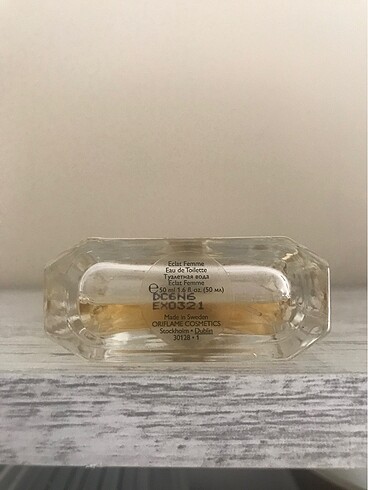 Eclat Femme
Eau de Toilette
Туалетная вода
Eclat Femme
℮ 50 ml 1.6 fl. oz. (50 мл)
DC6N6
EX0321
Made in Sweden
ORIFLAME COSMETICS
Stockholm • Dublin
30128 • 1